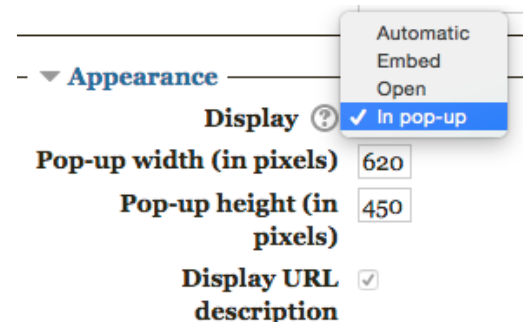 Automatic
Embed
Appearance
Open
Display ? ✓ In pop-up
Pop-up width (in pixels) 620
Pop-up height (in 450
pixels)
Display URL
description